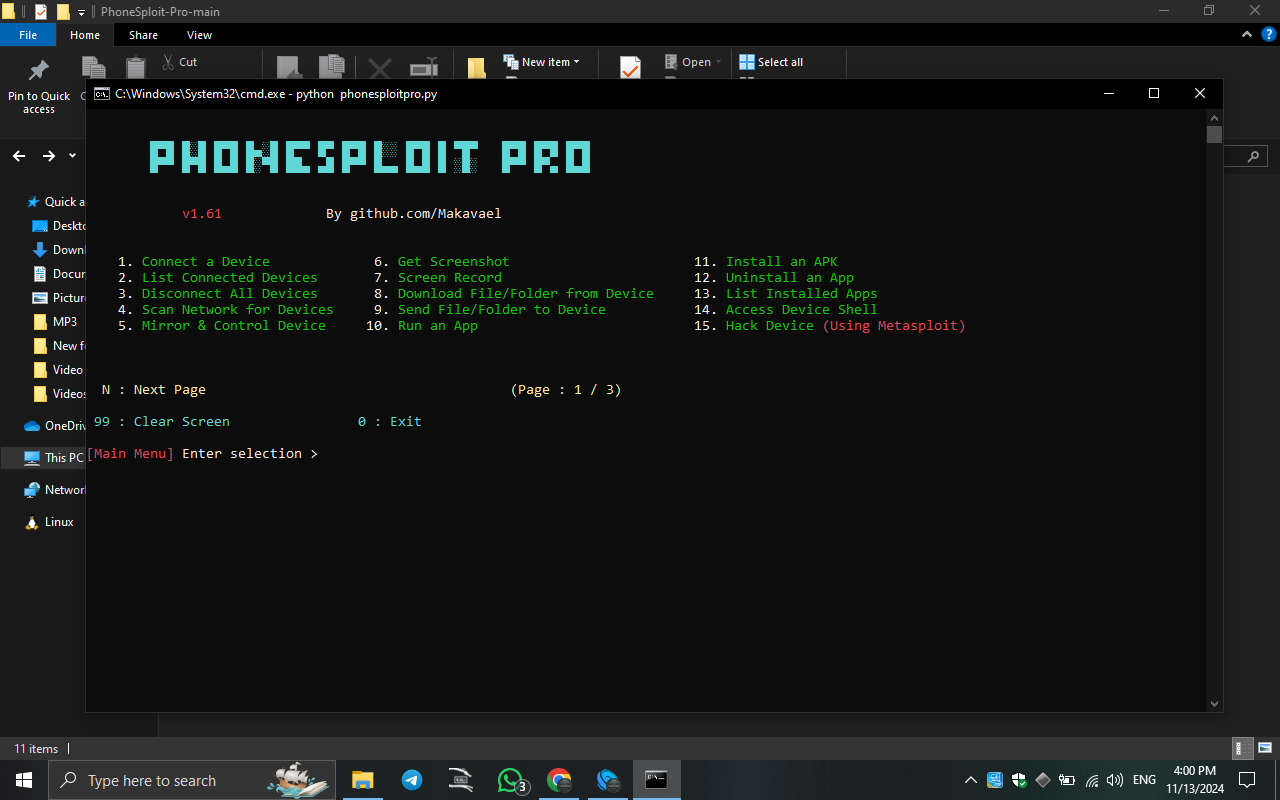 PhoneSploit-Pro-main
File Home Share View
Cut
New item Open Select all
Pin to Quick access
C:\Windows\System32\cmd.exe - python phonesploitpro.py
PHONESPLOIT PRO
v1.61 By github.com/Makavael
1. Connect a Device 6. Get Screenshot 11. Install an APK
2. List Connected Devices 7. Screen Record 12. Uninstall an App
3. Disconnect All Devices 8. Download File/Folder from Device 13. List Installed Apps
4. Scan Network for Devices 9. Send File/Folder to Device 14. Access Device Shell
5. Mirror & Control Device 10. Run an App 15. Hack Device (Using Metasploit)
N : Next Page (Page : 1 / 3)
99 : Clear Screen 0 : Exit
[Main Menu] Enter selection >
Quick a
Deskto
Downl
Docun
Picture
MP3
New fo
Video
Videos
OneDriv
This PC
Networ
Linux
11 items
Type here to search
3
ENG
4:00 PM
11/13/2024